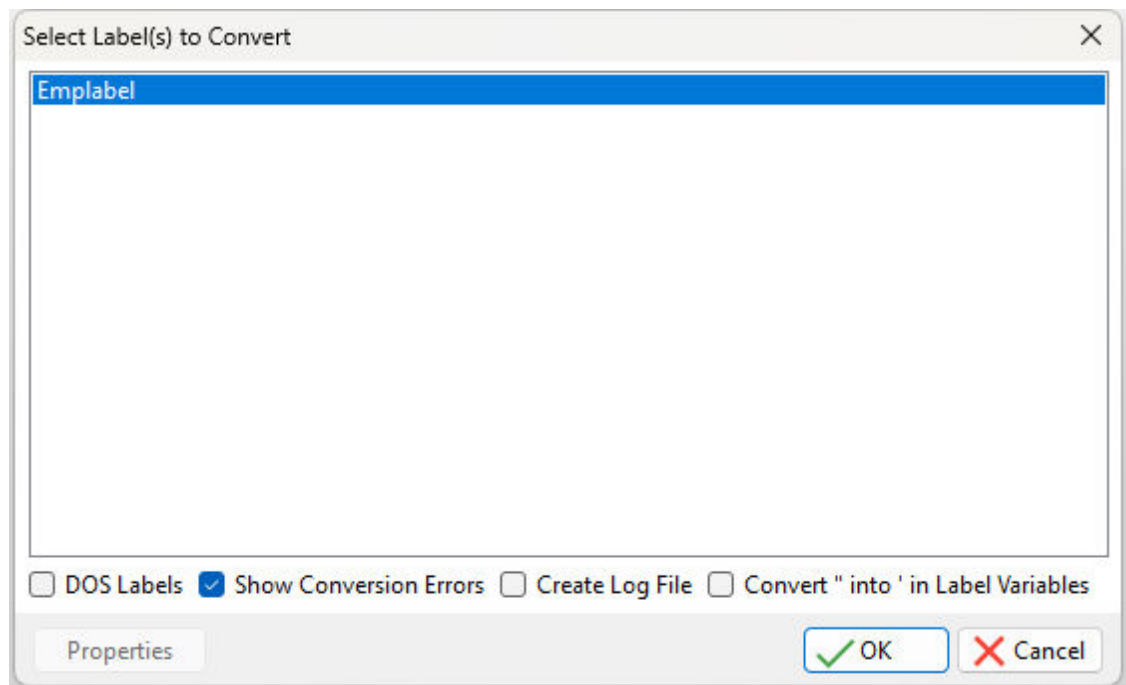 Select Label(s) to Convert
Emplabel
DOS Labels Show Conversion Errors Create Log File Convert " into ' in Label Variables
Properties OK Cancel